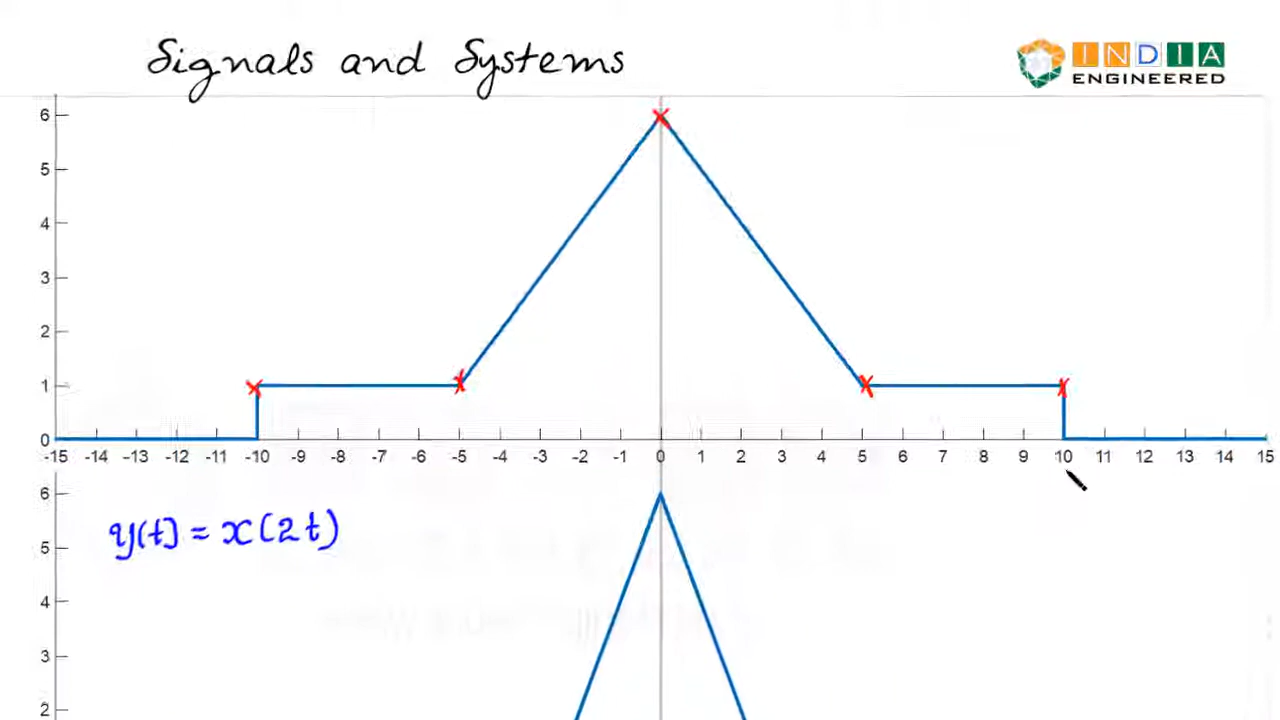 Signals and Systems
INDIA
ENGINEERED
6
5
4
3
2
1
0
-15 -14 -13 -12 -11 -10 -9 -8 -7 -6 -5 -4 -3 -2 -1 0 1 2 3 4 5 6 7 8 9 10 11 12 13 14 15
6
y(t) = x(2t)
5
4
3
2